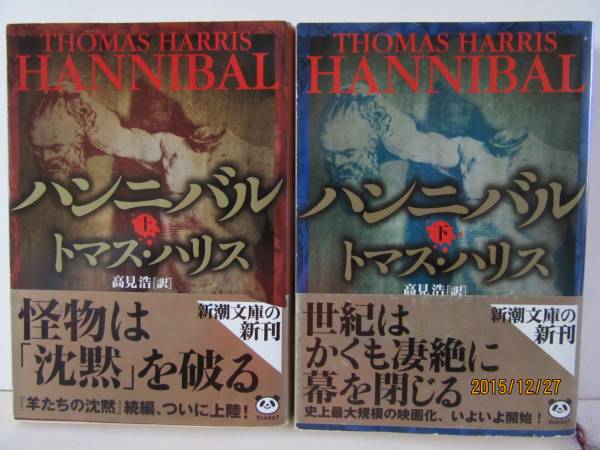 THOMAS HARRIS
HANNIBAL
ハンニバル
上
トマス・ハリス
高見浩[訳]
新潮文庫の
新刊
怪物は
「沈黙」を破る
『羊たちの沈黙』続編、ついに上陸!
THOMAS HARRIS
HANNIBAL
ハンニバル
下
トマス・ハリス
高見浩[訳]
新潮文庫の
新刊
世紀は
かくも凄絶に
幕を閉じる
史上最大規模の映画化、いよいよ開始!
2015/12/27